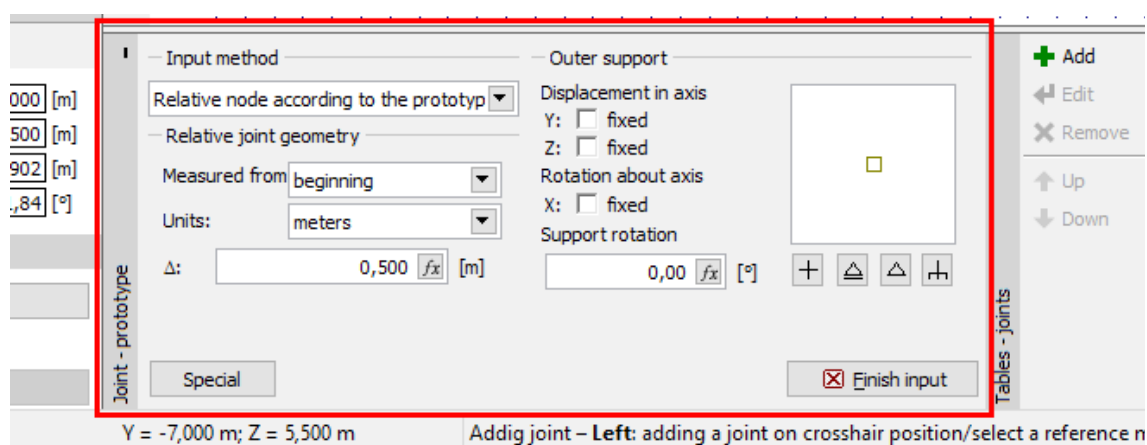 000 [m]
500 [m]
902 [m]
,84 [°]
Joint - prototype
Input method
Relative node according to the prototyp
Relative joint geometry
Measured from beginning
Units: meters
Δ: 0,500 fx [m]
Special
Outer support
Displacement in axis
Y: fixed
Z: fixed
Rotation about axis
X: fixed
Support rotation
0,00 fx [°]
Finish input
Tables - joints
Add
Edit
Remove
Up
Down
Y = -7,000 m; Z = 5,500 m
Addig joint – Left: adding a joint on crosshair position/select a reference